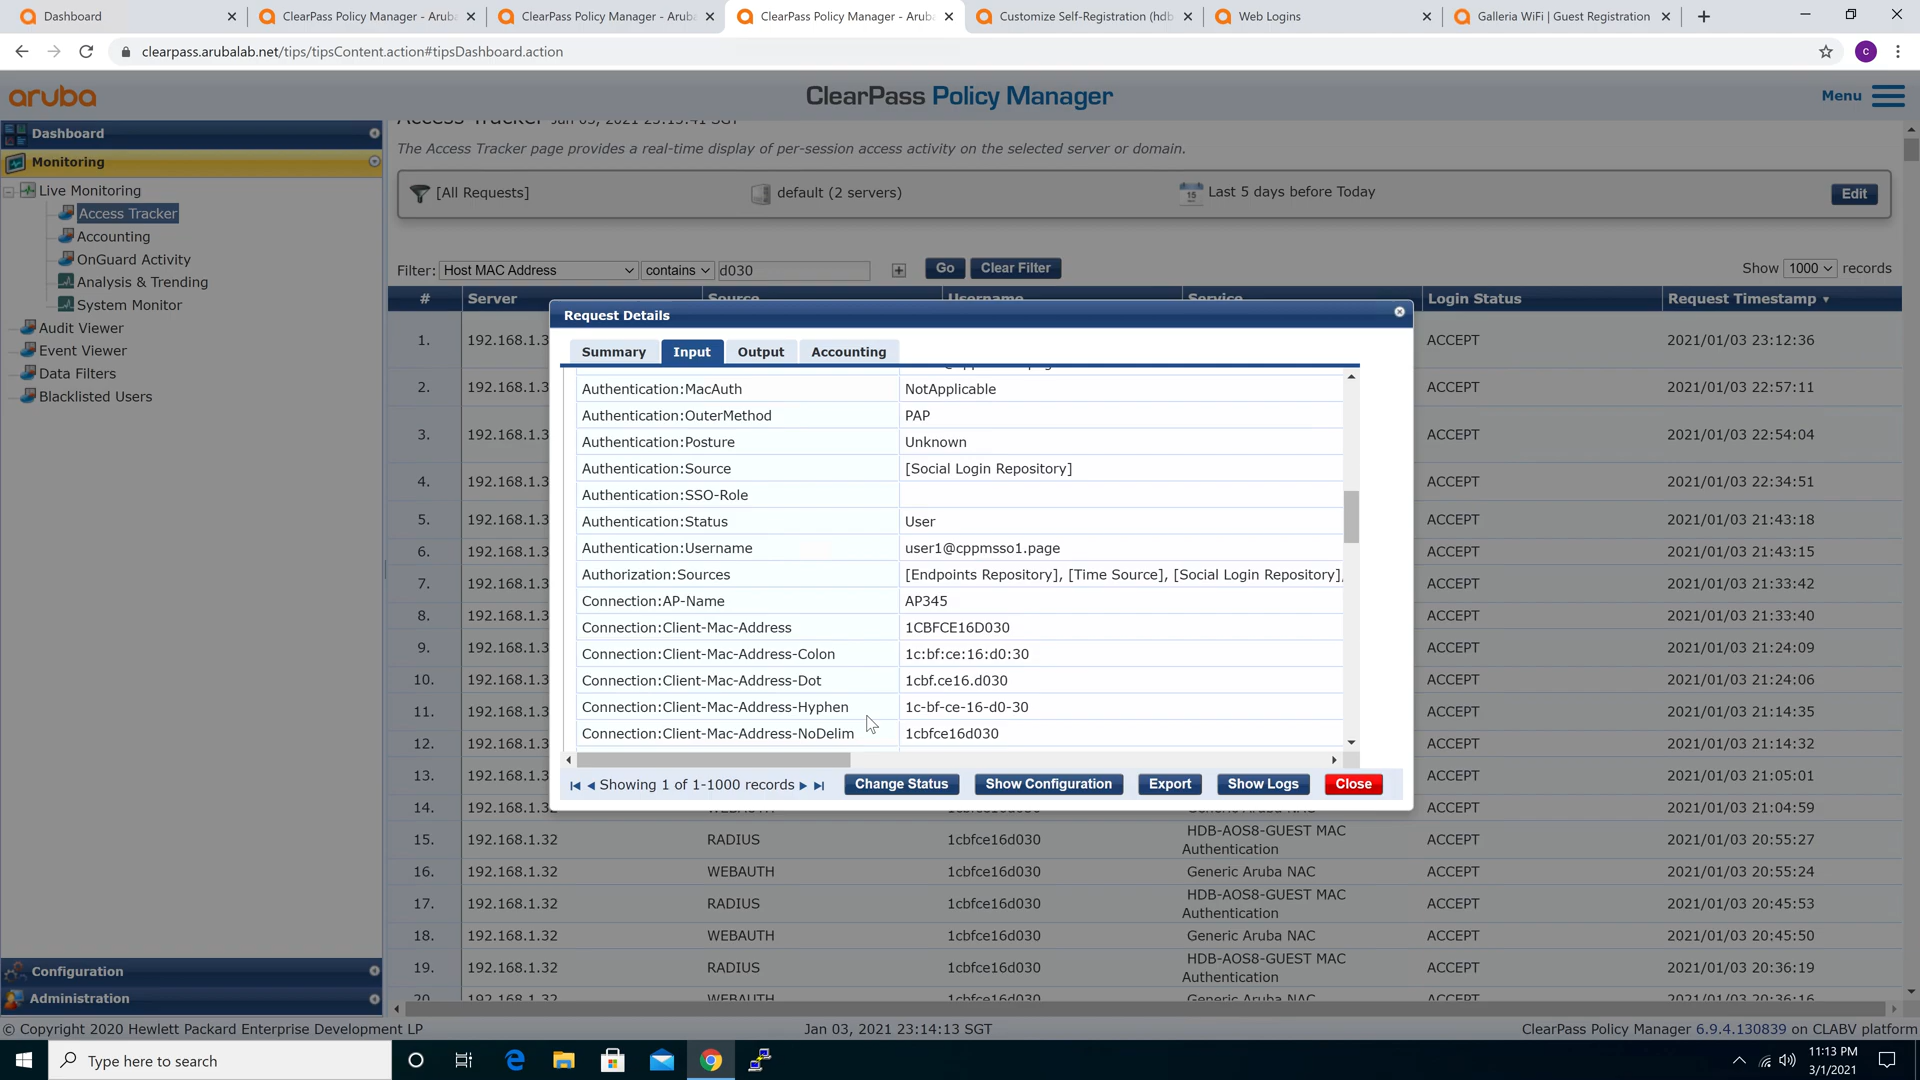 Dashboard
ClearPass Policy Manager - Aruba
ClearPass Policy Manager - Aruba
ClearPass Policy Manager - Aruba
Customize Self-Registration (hdb
Web Logins
Galleria WiFi | Guest Registration
clearpass.arubalab.net/tips/tipsContent.action#tipsDashboard.action
c
aruba
ClearPass Policy Manager
Menu
Dashboard
Monitoring
Live Monitoring
Access Tracker
Accounting
OnGuard Activity
Analysis & Trending
System Monitor
Audit Viewer
Event Viewer
Data Filters
Blacklisted Users
Configuration
Administration
Access Tracker Jan 03, 2021 23:13:41 SGT
The Access Tracker page provides a real-time display of per-session access activity on the selected server or domain.
[All Requests]
default (2 servers)
Last 5 days before Today
Edit
Filter: Host MAC Address contains d030 Go Clear Filter
Show 1000 records
# Server Source Username Service Login Status Request Timestamp
1. 192.168.1.3 ACCEPT 2021/01/03 23:12:36
2. 192.168.1.3 ACCEPT 2021/01/03 22:57:11
3. 192.168.1.3 ACCEPT 2021/01/03 22:54:04
4. 192.168.1.3 ACCEPT 2021/01/03 22:34:51
5. 192.168.1.3 ACCEPT 2021/01/03 21:43:18
6. 192.168.1.3 ACCEPT 2021/01/03 21:43:15
7. 192.168.1.3 ACCEPT 2021/01/03 21:33:42
8. 192.168.1.3 ACCEPT 2021/01/03 21:33:40
9. 192.168.1.3 ACCEPT 2021/01/03 21:24:09
10. 192.168.1.3 ACCEPT 2021/01/03 21:24:06
11. 192.168.1.3 ACCEPT 2021/01/03 21:14:35
12. 192.168.1.3 ACCEPT 2021/01/03 21:14:32
13. 192.168.1.3 ACCEPT 2021/01/03 21:05:01
14. 192.168.1.32 WEBAUTH 1cbfce16d030 Generic Aruba NAC ACCEPT 2021/01/03 21:04:59
15. 192.168.1.32 RADIUS 1cbfce16d030 HDB-AOS8-GUEST MAC Authentication ACCEPT 2021/01/03 20:55:27
16. 192.168.1.32 WEBAUTH 1cbfce16d030 Generic Aruba NAC ACCEPT 2021/01/03 20:55:24
17. 192.168.1.32 RADIUS 1cbfce16d030 HDB-AOS8-GUEST MAC Authentication ACCEPT 2021/01/03 20:45:53
18. 192.168.1.32 WEBAUTH 1cbfce16d030 Generic Aruba NAC ACCEPT 2021/01/03 20:45:50
19. 192.168.1.32 RADIUS 1cbfce16d030 HDB-AOS8-GUEST MAC Authentication ACCEPT 2021/01/03 20:36:19
20. 192.168.1.32 WEBAUTH 1cbfce16d030 Generic Aruba NAC ACCEPT 2021/01/03 20:36:16
Request Details
Summary Input Output Accounting
Authentication:MacAuth NotApplicable
Authentication:OuterMethod PAP
Authentication:Posture Unknown
Authentication:Source [Social Login Repository]
Authentication:SSO-Role
Authentication:Status User
Authentication:Username user1@cppmsso1.page
Authorization:Sources [Endpoints Repository], [Time Source], [Social Login Repository],
Connection:AP-Name AP345
Connection:Client-Mac-Address 1CBFCE16D030
Connection:Client-Mac-Address-Colon 1c:bf:ce:16:d0:30
Connection:Client-Mac-Address-Dot 1cbf.ce16.d030
Connection:Client-Mac-Address-Hyphen 1c-bf-ce-16-d0-30
Connection:Client-Mac-Address-NoDelim 1cbfce16d030
Showing 1 of 1-1000 records
Change Status Show Configuration Export Show Logs Close
© Copyright 2020 Hewlett Packard Enterprise Development LP
Jan 03, 2021 23:14:13 SGT
ClearPass Policy Manager 6.9.4.130839 on CLABV platform
Type here to search
11:13 PM
3/1/2021